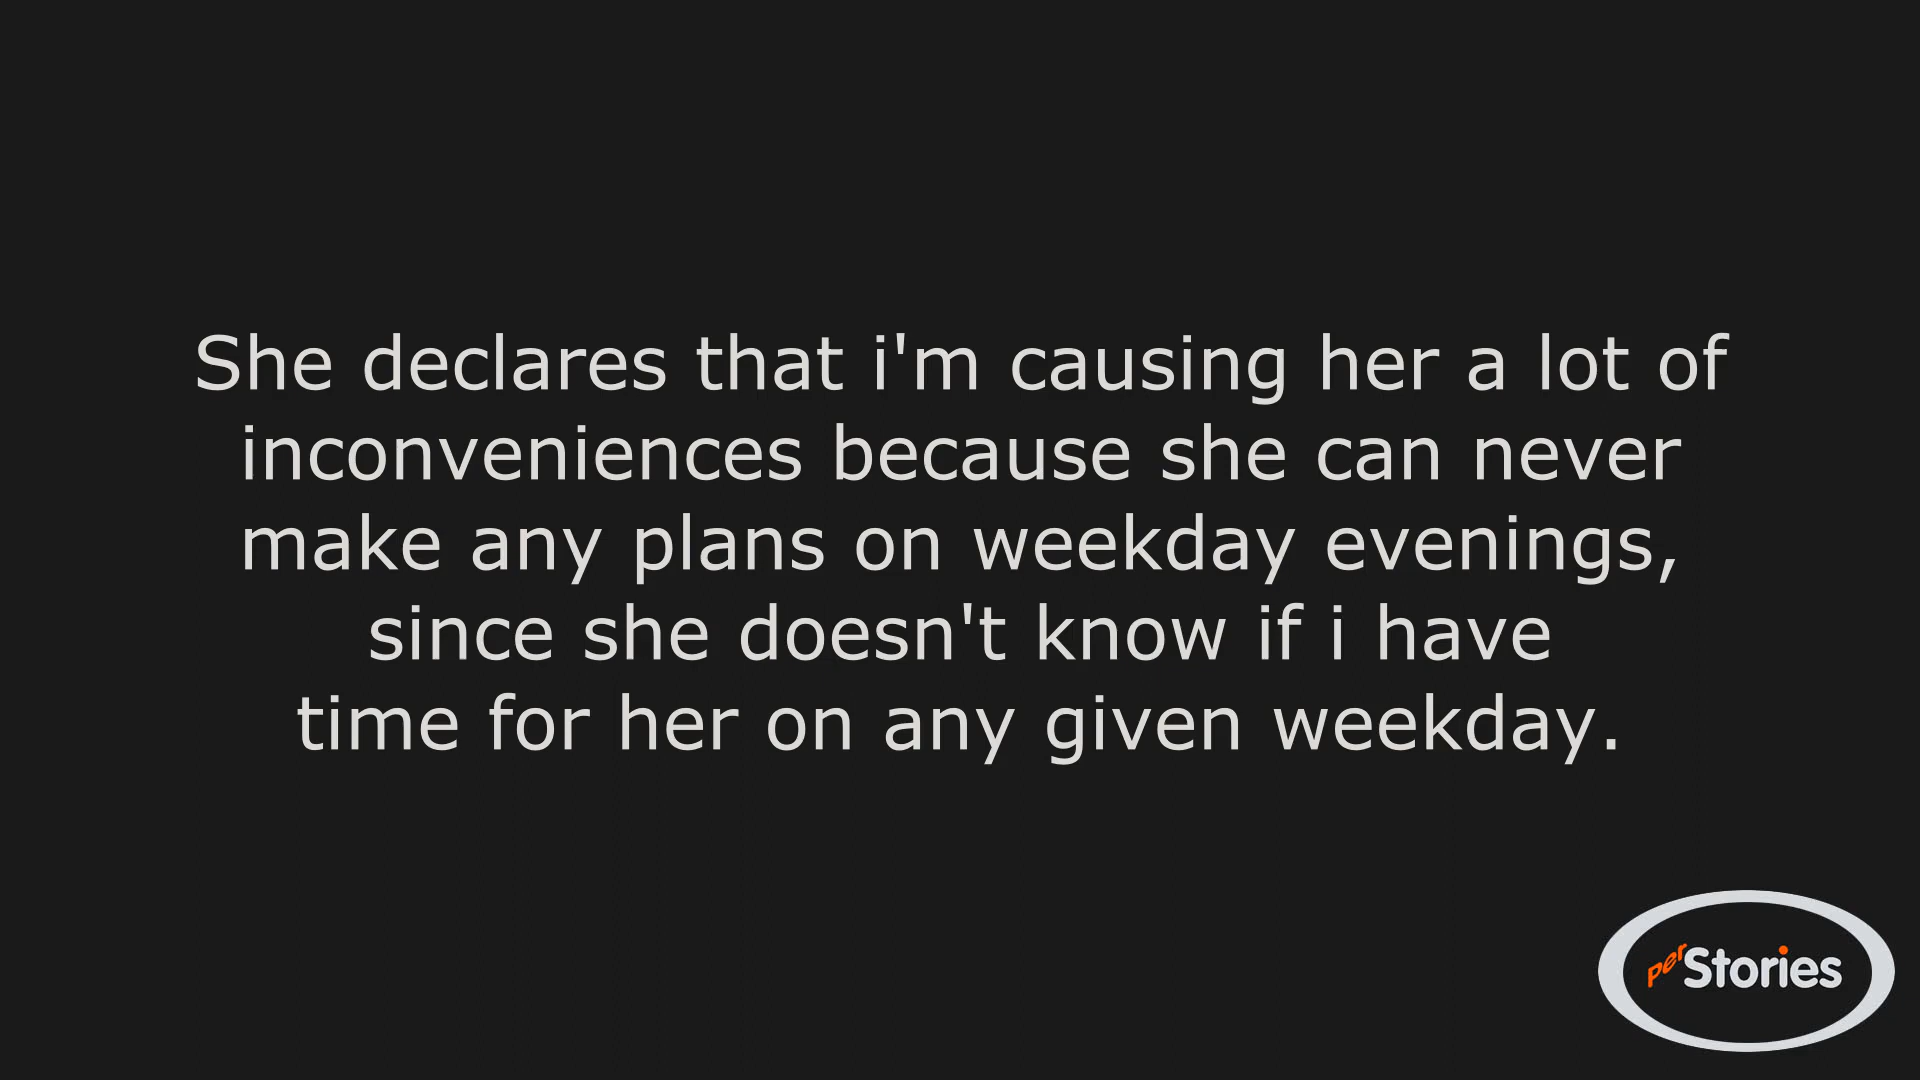 She declares that i'm causing her a lot of
inconveniences because she can never
make any plans on weekday evenings,
since she doesn't know if i have
time for her on any given weekday.
perStories